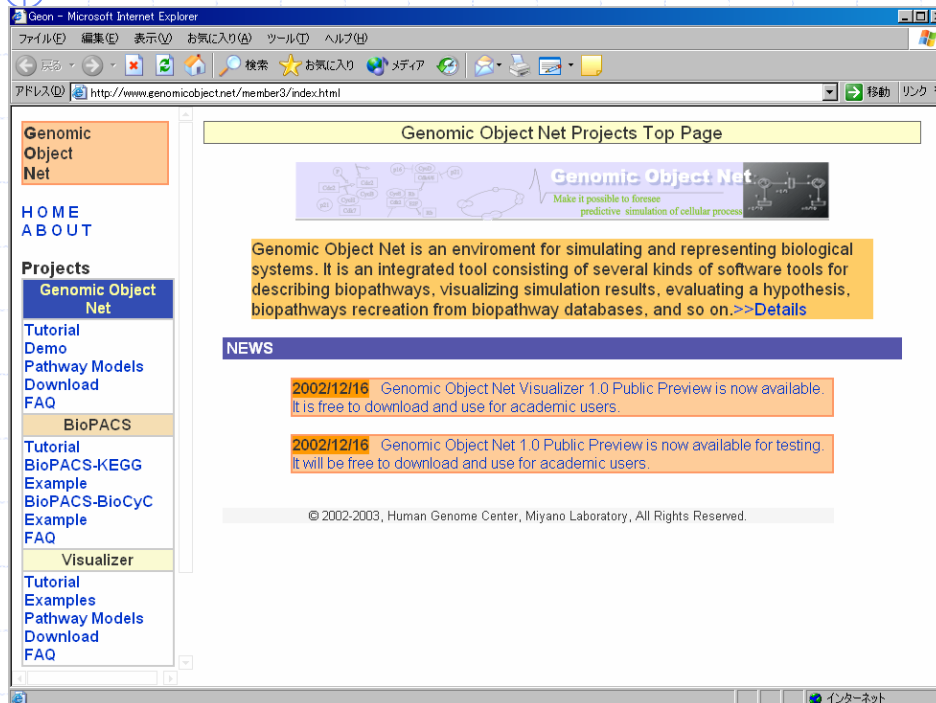 Geon - Microsoft Internet Explorer
ファイル(F) 編集(E) 表示(V) お気に入り(A) ツール(T) ヘルプ(H)
戻る 検索 お気に入り メディア
アドレス(D) http://www.genomicobject.net/member3/index.html 移動 リンク
Genomic
Object
Net
HOME
ABOUT
Projects
Genomic Object
Net
Tutorial
Demo
Pathway Models
Download
FAQ
BioPACS
Tutorial
BioPACS-KEGG
Example
BioPACS-BioCyC
Example
FAQ
Visualizer
Tutorial
Examples
Pathway Models
Download
FAQ
Genomic Object Net Projects Top Page
Genomic Object Net
Make it possible to foresee
predictive simulation of cellular process
Genomic Object Net is an enviroment for simulating and representing biological
systems. It is an integrated tool consisting of several kinds of software tools for
describing biopathways, visualizing simulation results, evaluating a hypothesis,
biopathways recreation from biopathway databases, and so on.>>Details
NEWS
2002/12/16 Genomic Object Net Visualizer 1.0 Public Preview is now available.
It is free to download and use for academic users.
2002/12/16 Genomic Object Net 1.0 Public Preview is now available for testing.
It will be free to download and use for academic users.
© 2002-2003, Human Genome Center, Miyano Laboratory, All Rights Reserved.
インターネット